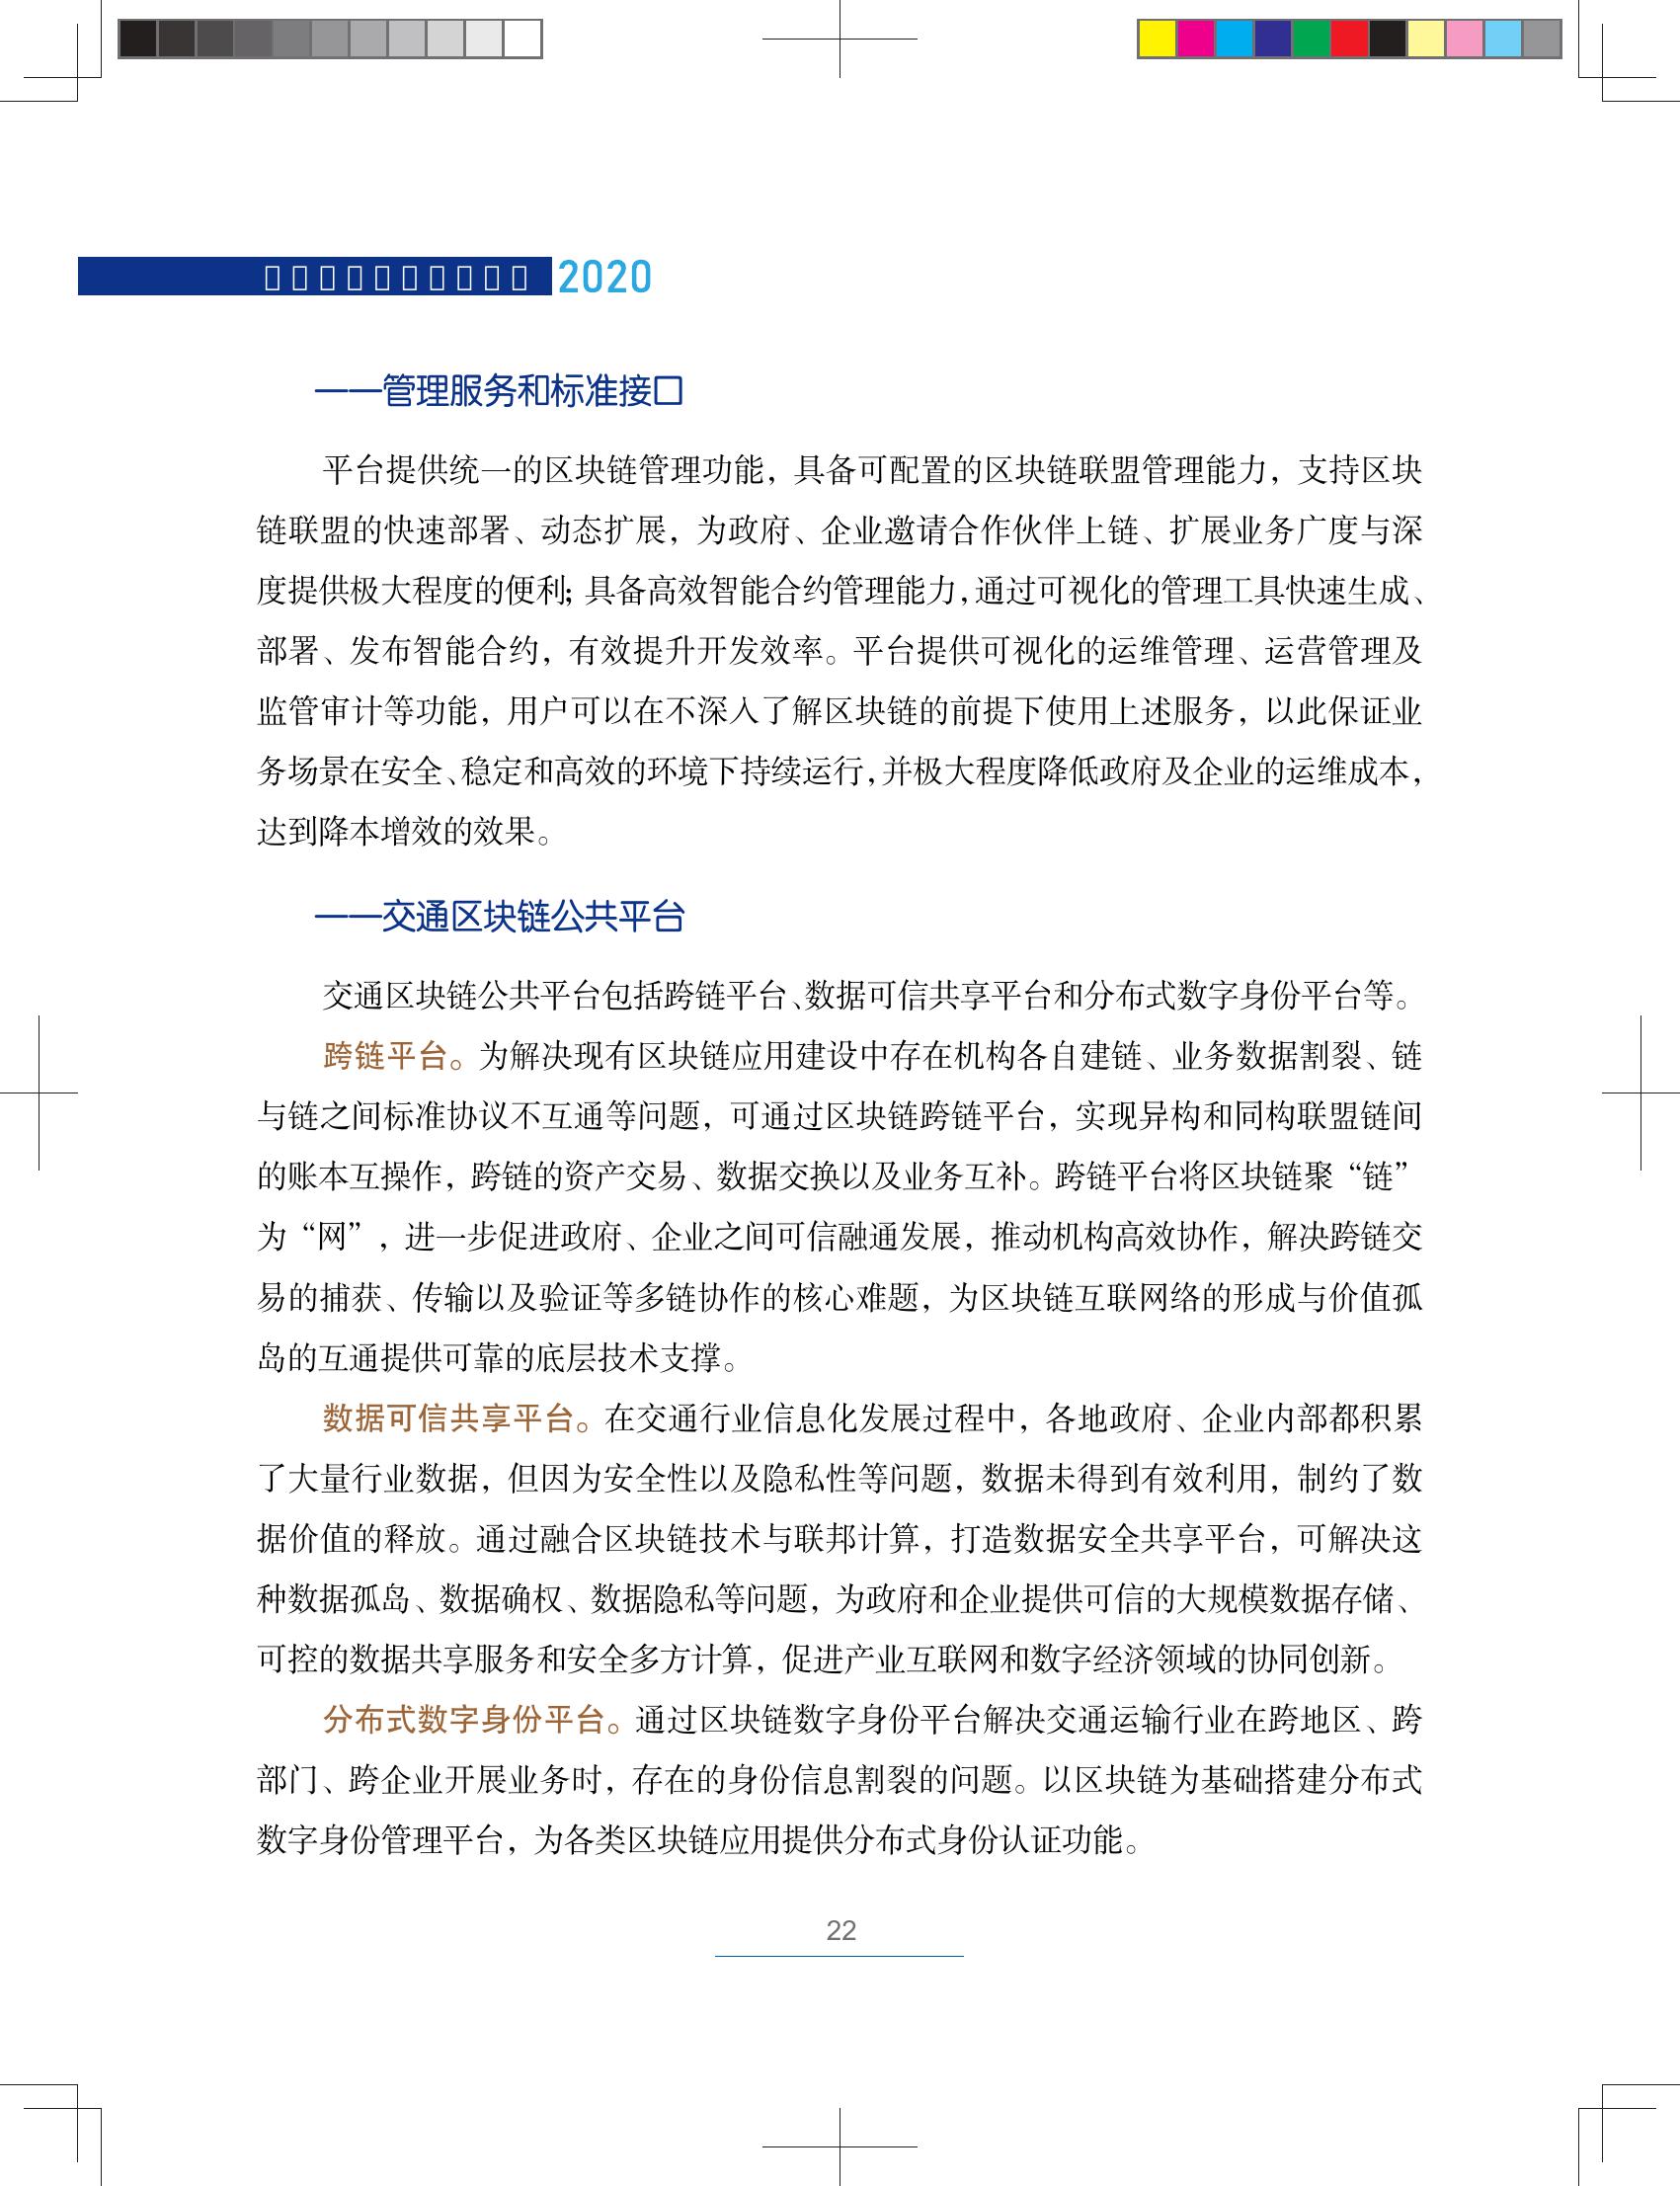 2020
——管理服务和标准接口
平台提供统一的区块链管理功能，具备可配置的区块链联盟管理能力，支持区块
链联盟的快速部署、动态扩展，为政府、企业邀请合作伙伴上链、扩展业务广度与深
度提供极大程度的便利；具备高效智能合约管理能力，通过可视化的管理工具快速生成、
部署、发布智能合约，有效提升开发效率。平台提供可视化的运维管理、运营管理及
监管审计等功能，用户可以在不深入了解区块链的前提下使用上述服务，以此保证业
务场景在安全、稳定和高效的环境下持续运行，并极大程度降低政府及企业的运维成本，
达到降本增效的效果。
——交通区块链公共平台
交通区块链公共平台包括跨链平台、数据可信共享平台和分布式数字身份平台等。
跨链平台。为解决现有区块链应用建设中存在机构各自建链、业务数据割裂、链
与链之间标准协议不互通等问题，可通过区块链跨链平台，实现异构和同构联盟链间
的账本互操作，跨链的资产交易、数据交换以及业务互补。跨链平台将区块链聚“链”
为“网”，进一步促进政府、企业之间可信融通发展，推动机构高效协作，解决跨链交
易的捕获、传输以及验证等多链协作的核心难题，为区块链互联网络的形成与价值孤
岛的互通提供可靠的底层技术支撑。
数据可信共享平台。在交通行业信息化发展过程中，各地政府、企业内部都积累
了大量行业数据，但因为安全性以及隐私性等问题，数据未得到有效利用，制约了数
据价值的释放。通过融合区块链技术与联邦计算，打造数据安全共享平台，可解决这
种数据孤岛、数据确权、数据隐私等问题，为政府和企业提供可信的大规模数据存储、
可控的数据共享服务和安全多方计算，促进产业互联网和数字经济领域的协同创新。
分布式数字身份平台。通过区块链数字身份平台解决交通运输行业在跨地区、跨
部门、跨企业开展业务时，存在的身份信息割裂的问题。以区块链为基础搭建分布式
数字身份管理平台，为各类区块链应用提供分布式身份认证功能。
22